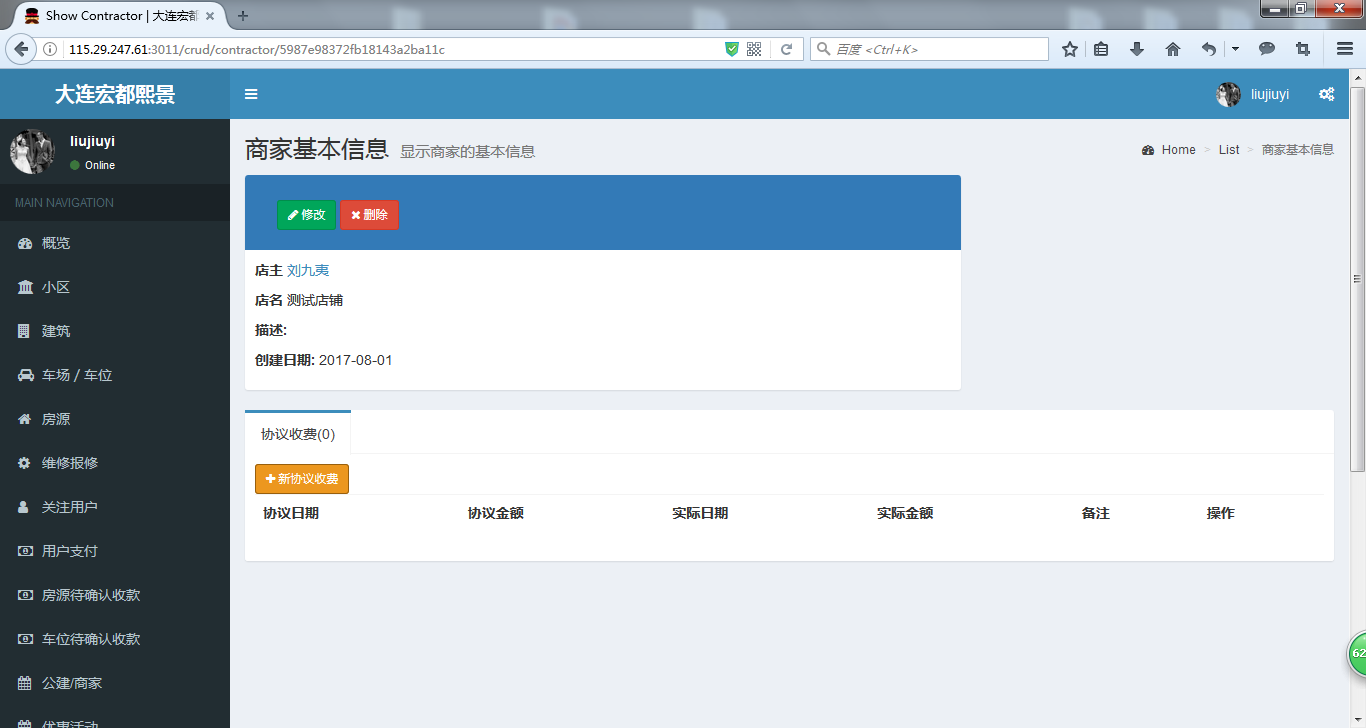 Show Contractor | 大连宏都
115.29.247.61:3011/crud/contractor/5987e98372fb18143a2ba11c
百度 <Ctrl+K>
大连宏都熙景
liujiuyi
liujiuyi
Online
MAIN NAVIGATION
概览
小区
建筑
车场 / 车位
房源
维修报修
关注用户
用户支付
房源待确认收款
车位待确认收款
公建/商家
优惠活动
商家基本信息 显示商家的基本信息
Home > List > 商家基本信息
修改 删除
店主 刘九夷
店名 测试店铺
描述:
创建日期: 2017-08-01
协议收费(0)
新协议收费
协议日期 协议金额 实际日期 实际金额 备注 操作
62